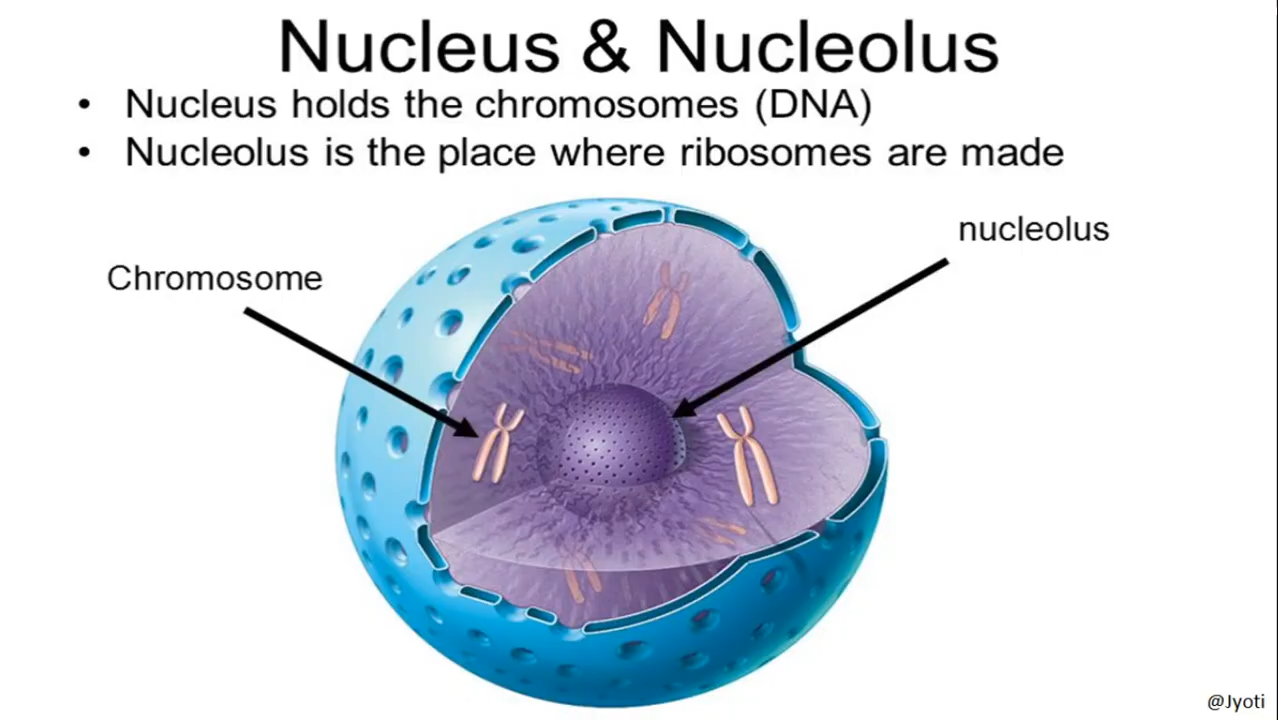 Nucleus & Nucleolus
• Nucleus holds the chromosomes (DNA)
• Nucleolus is the place where ribosomes are made
nucleolus
Chromosome
@Jyoti